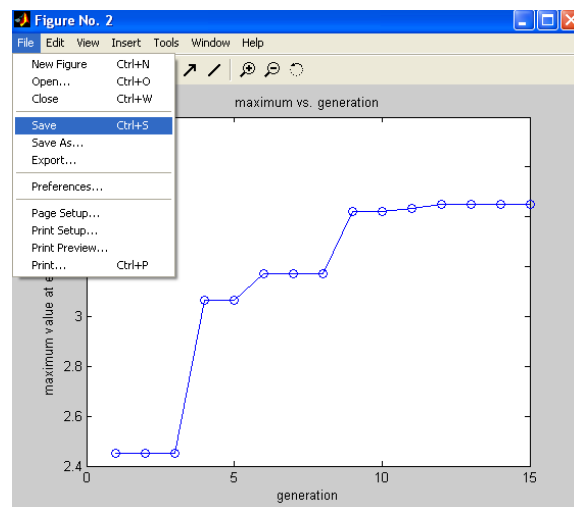 Figure No. 2
File Edit View Insert Tools Window Help
New Figure Ctrl+N
Open... Ctrl+O
Close Ctrl+W
Save Ctrl+S
Save As...
Export...
Preferences...
Page Setup...
Print Setup...
Print Preview...
Print... Ctrl+P
maximum vs. generation
maximum value at e
3
2.8
2.6
2.4
0 5 10 15
generation